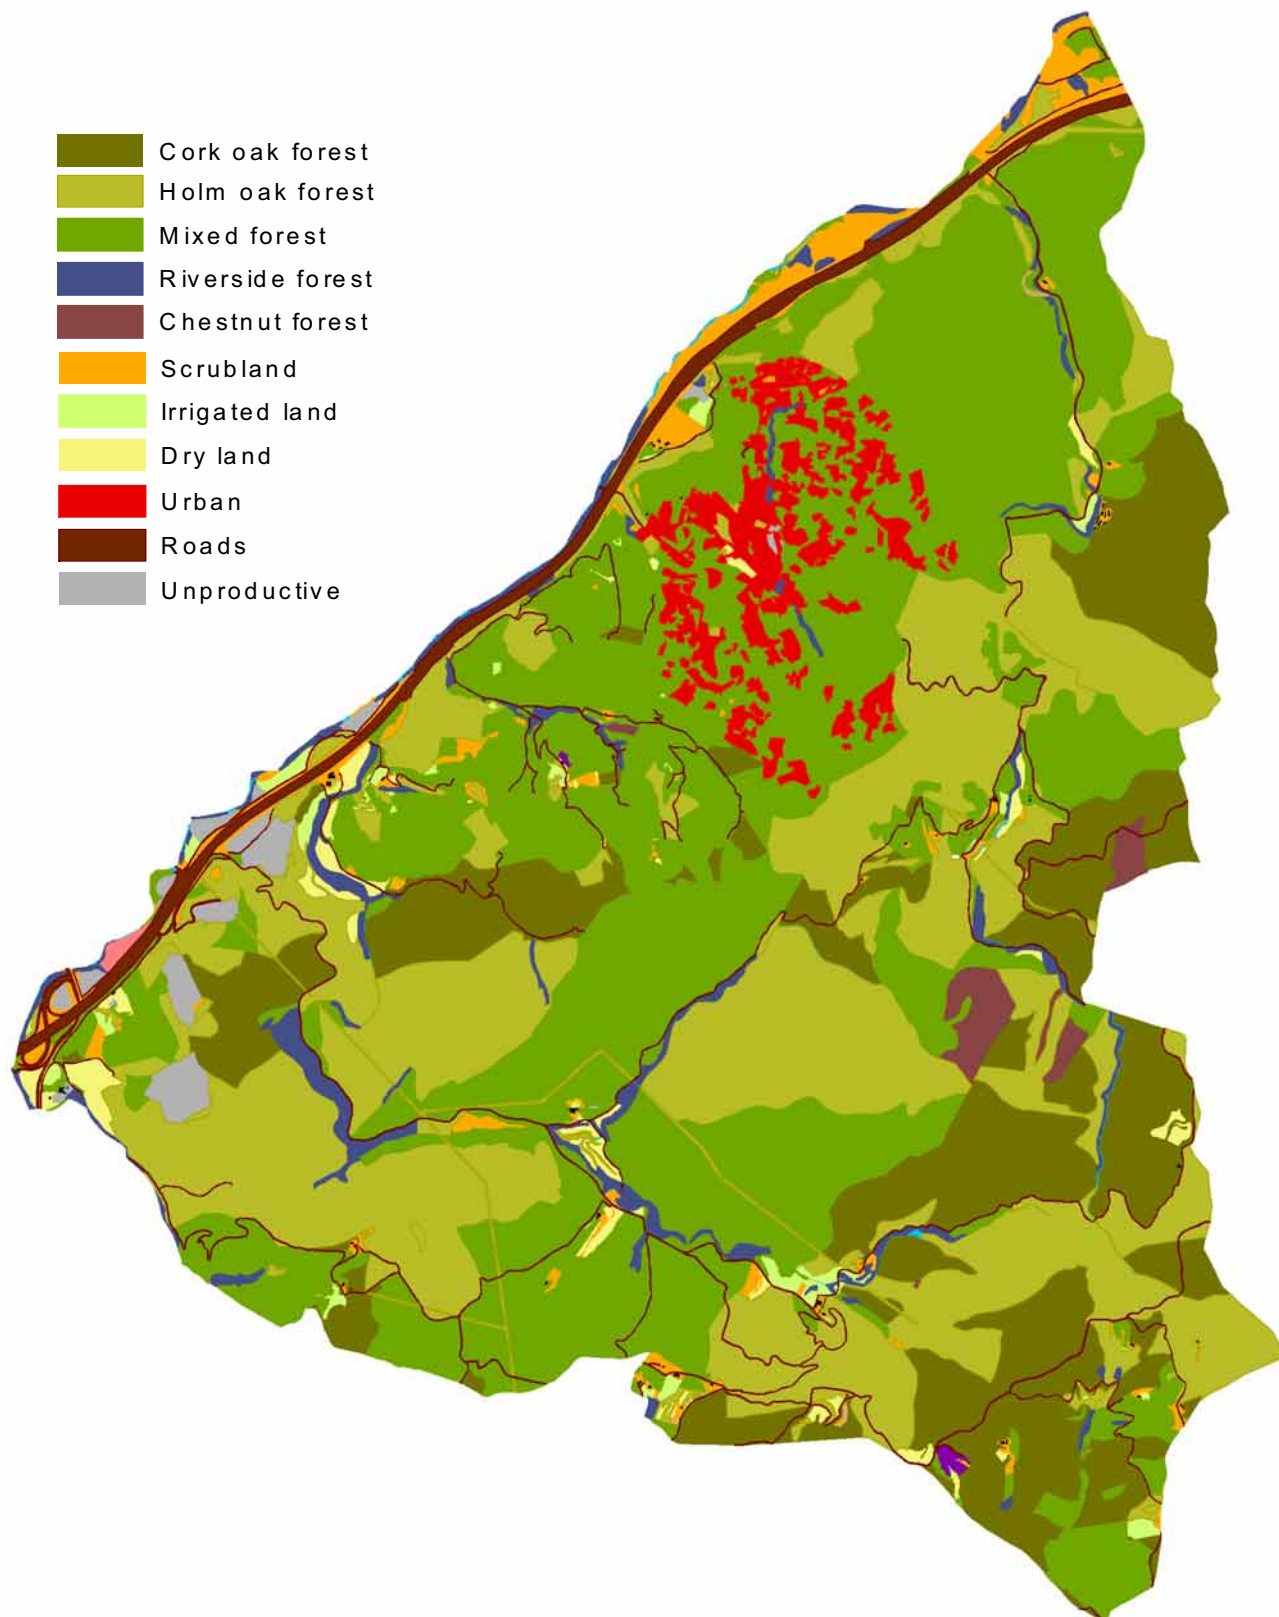 Cork oak forest
Holm oak forest
Mixed forest
Riverside forest
Chestnut forest
Scrubland
Irrigated land
Dry land
Urban
Roads
Unproductive